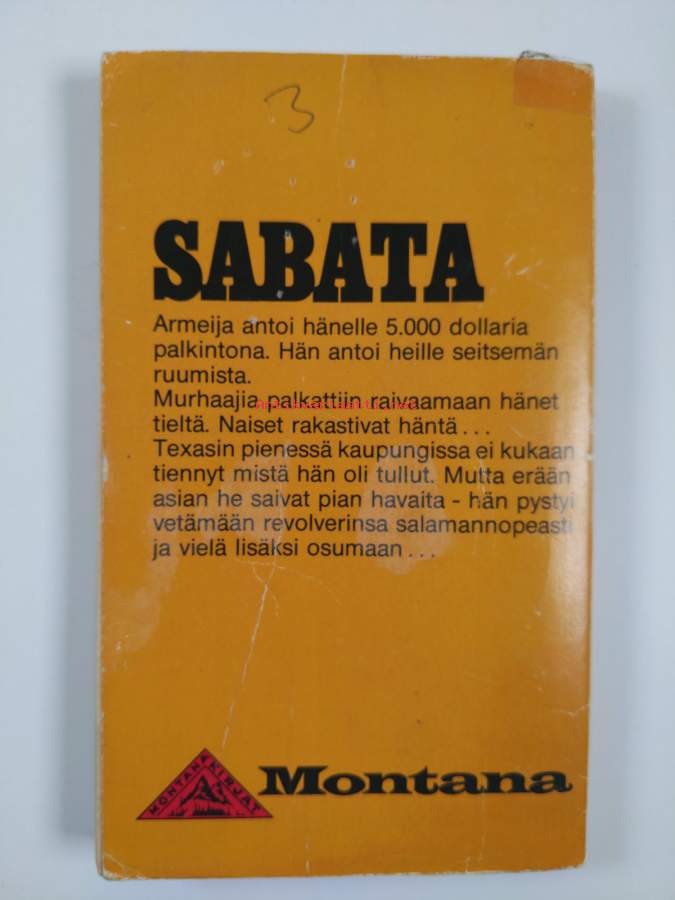 3
SABATA
Armeija antoi hänelle 5.000 dollaria
palkintona. Hän antoi heille seitsemän
ruumista.
Murhaajia palkattiin raivaamaan hänet
tieltä. Naiset rakastivat häntä...
Texasin pienessä kaupungissa ei kukaan
tiennyt mistä hän oli tullut. Mutta erään
asian he saivat pian havaita - hän pystyi
vetämään revolverinsa salamannopeasti
ja vielä lisäksi osumaan...
MONTANA KIRJAT
Montana